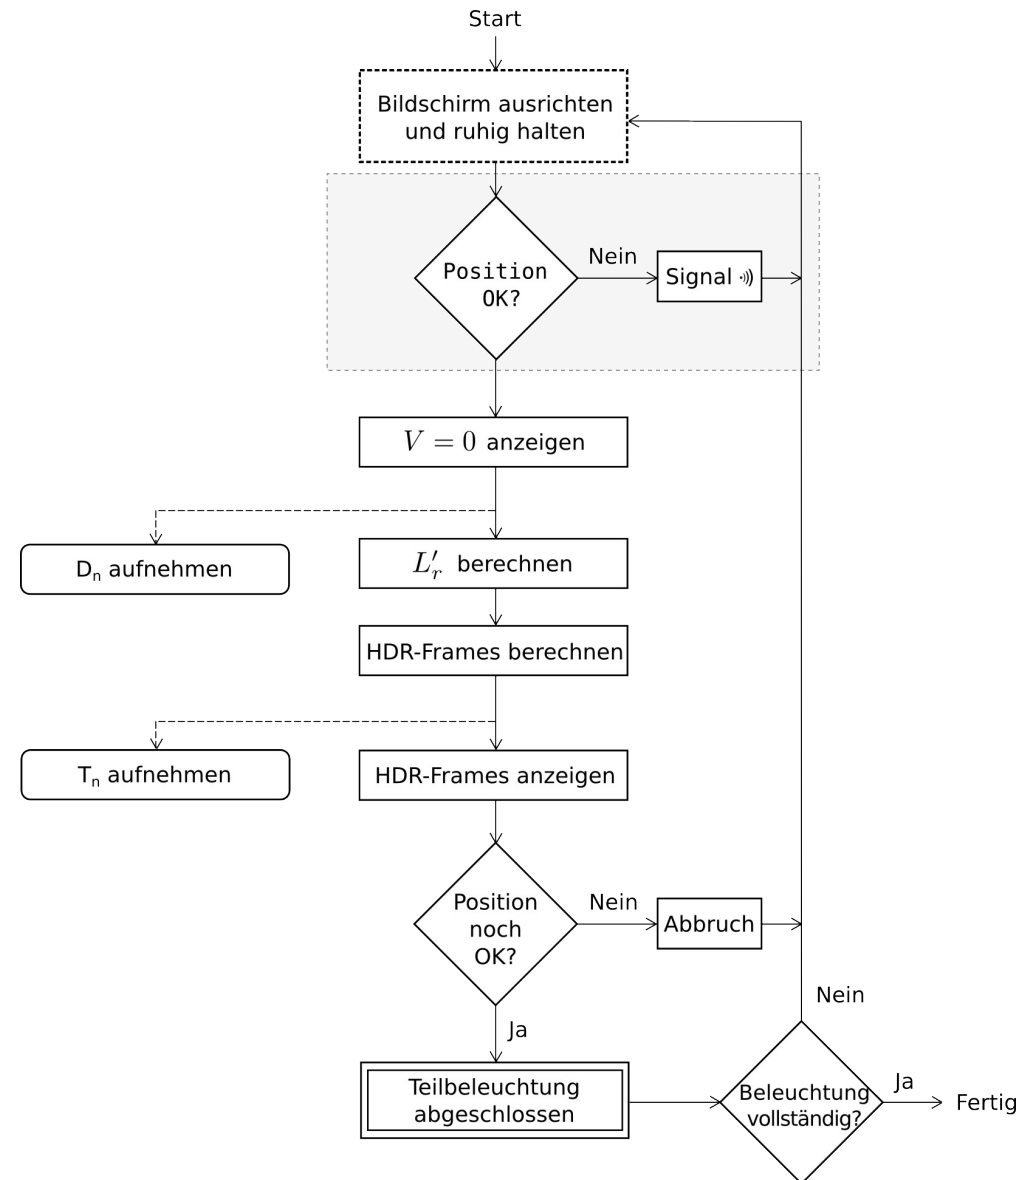 Start
Bildschirm ausrichten
und ruhig halten
Position
OK?
Nein
Signal
V = 0 anzeigen
Dₙ aufnehmen
L′ᵣ berechnen
HDR-Frames berechnen
Tₙ aufnehmen
HDR-Frames anzeigen
Position
noch
OK?
Nein
Abbruch
Nein
Ja
Teilbeleuchtung
abgeschlossen
Beleuchtung
vollständig?
Ja
Fertig